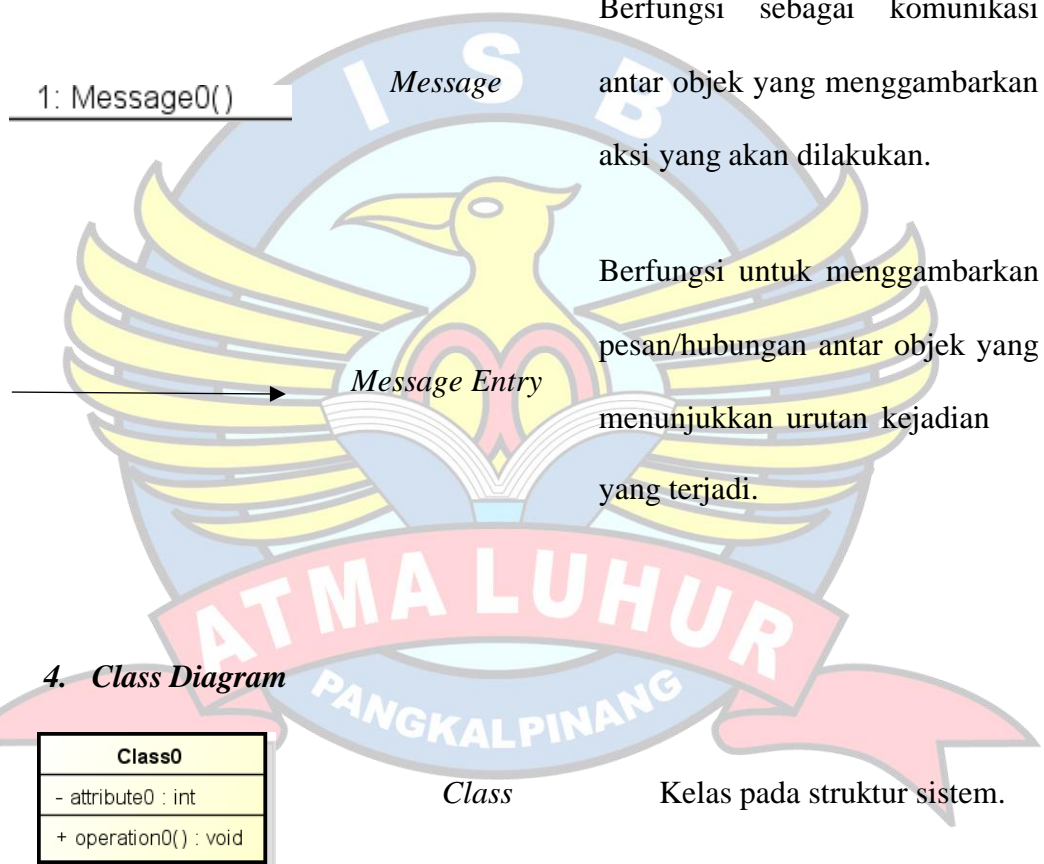 Berfungsi sebagai komunikasi
1: Message0()
Message
antar objek yang menggambarkan
aksi yang akan dilakukan.
Berfungsi untuk menggambarkan
pesan/hubungan antar objek yang
Message Entry
menunjukkan urutan kejadian
yang terjadi.
I S B
ATMA LUHUR
PANGKALPINANG
4. Class Diagram
Class0
- attribute0 : int
+ operation0() : void
Class
Kelas pada struktur sistem.